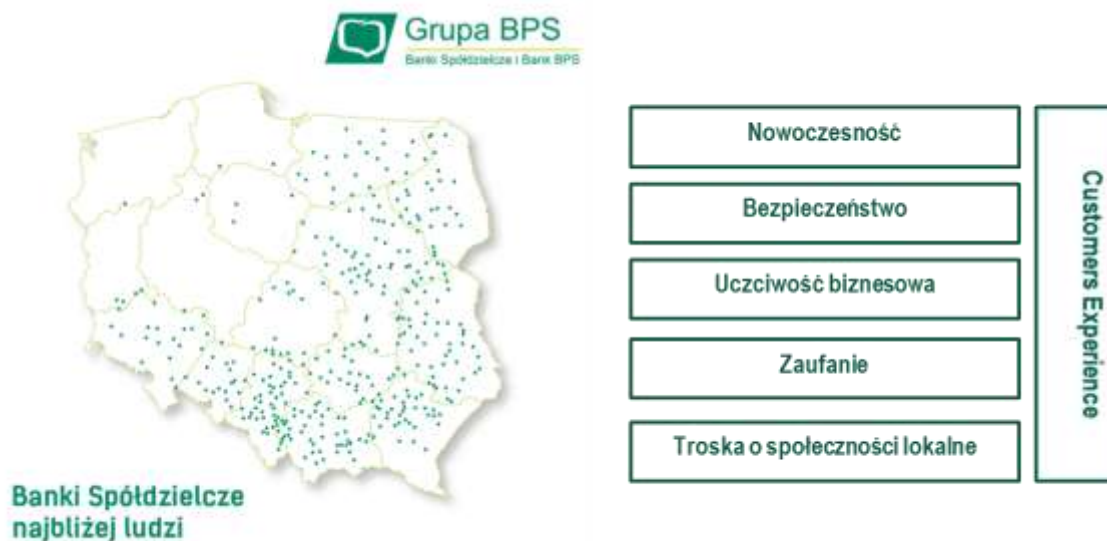 Grupa BPS
Banki Spółdzielcze i Bank BPS
Nowoczesność
Bezpieczeństwo
Uczciwość biznesowa
Zaufanie
Troska o społeczności lokalne
Customers Experience
Banki Spółdzielcze
najbliżej ludzi